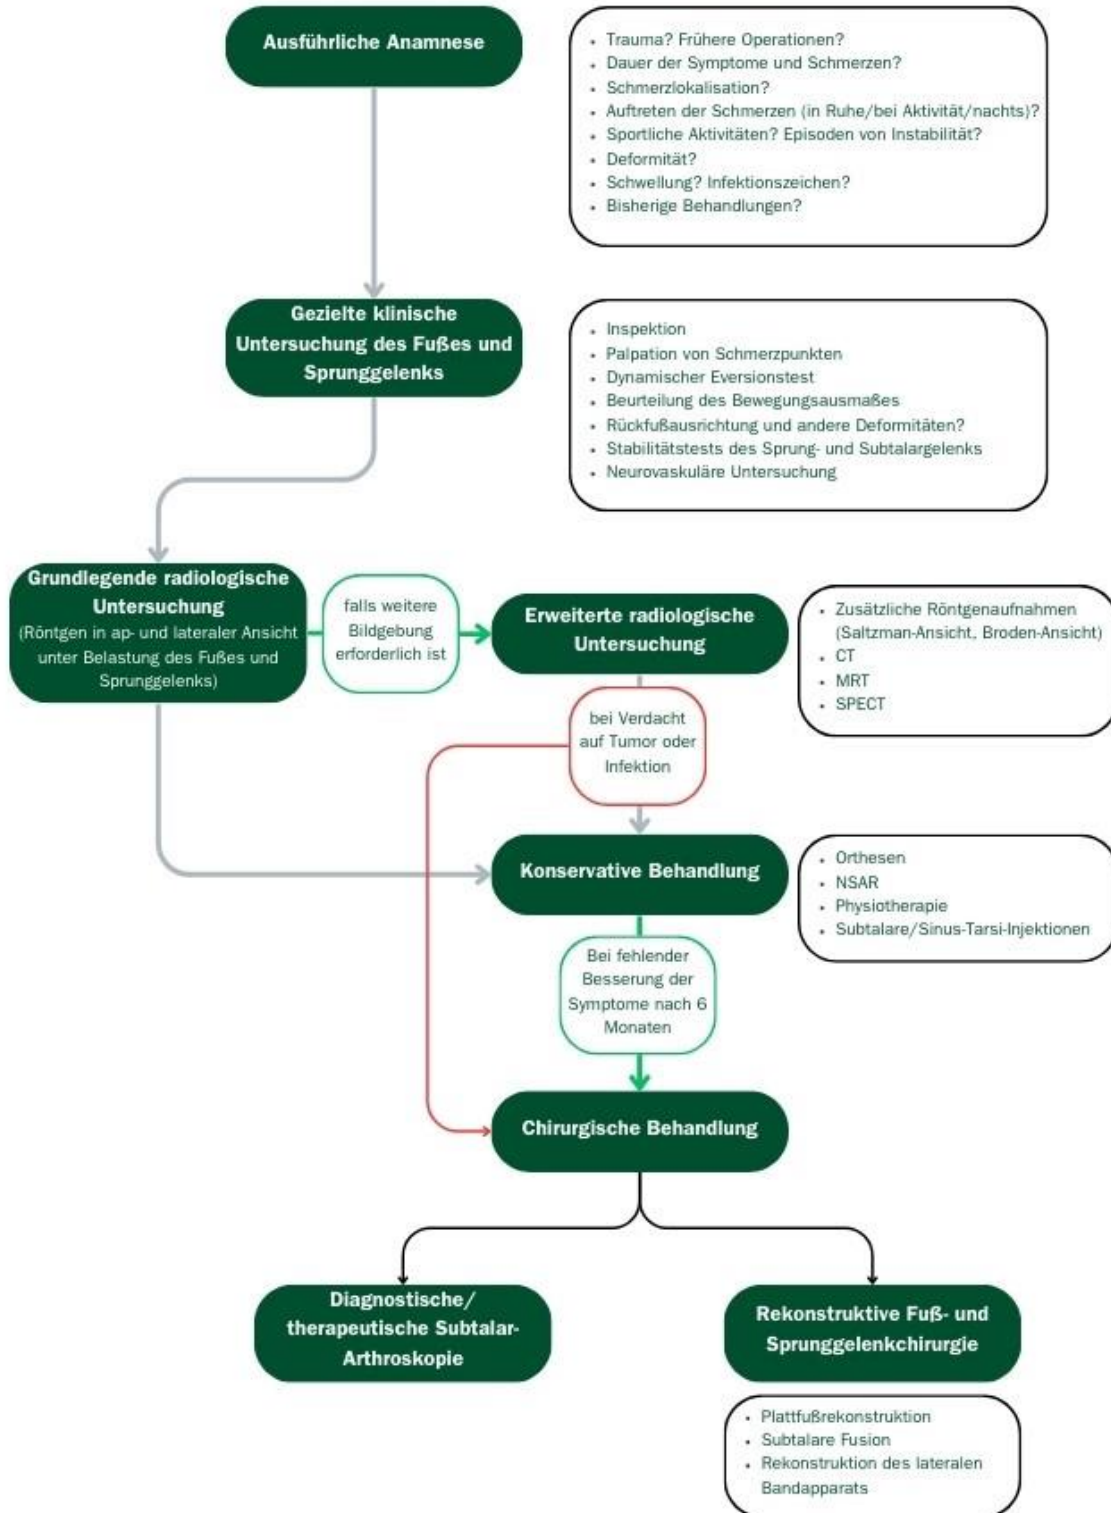 Ausführliche Anamnese
• Trauma? Frühere Operationen?
• Dauer der Symptome und Schmerzen?
• Schmerzlokalisation?
• Auftreten der Schmerzen (in Ruhe/bei Aktivität/nachts)?
• Sportliche Aktivitäten? Episoden von Instabilität?
• Deformität?
• Schwellung? Infektionszeichen?
• Bisherige Behandlungen?
Gezielte klinische
Untersuchung des Fußes und
Sprunggelenks
• Inspektion
• Palpation von Schmerzpunkten
• Dynamischer Eversionstest
• Beurteilung des Bewegungsausmaßes
• Rückfußausrichtung und andere Deformitäten?
• Stabilitätstests des Sprung- und Subtalargelenks
• Neurovaskuläre Untersuchung
Grundlegende radiologische
Untersuchung
(Röntgen in ap- und lateraler Ansicht
unter Belastung des Fußes und
Sprunggelenks)
falls weitere
Bildgebung
erforderlich ist
Erweiterte radiologische
Untersuchung
• Zusätzliche Röntgenaufnahmen
(Saltzman-Ansicht, Broden-Ansicht)
• CT
• MRT
• SPECT
bei Verdacht
auf Tumor oder
Infektion
Konservative Behandlung
• Orthesen
• NSAR
• Physiotherapie
• Subtalare/Sinus-Tarsi-Injektionen
Bei fehlender
Besserung der
Symptome nach 6
Monaten
Chirurgische Behandlung
Diagnostische/
therapeutische Subtalar-
Arthroskopie
Rekonstruktive Fuß- und
Sprunggelenkchirurgie
• Plattfußrekonstruktion
• Subtalare Fusion
• Rekonstruktion des lateralen
Bandapparats